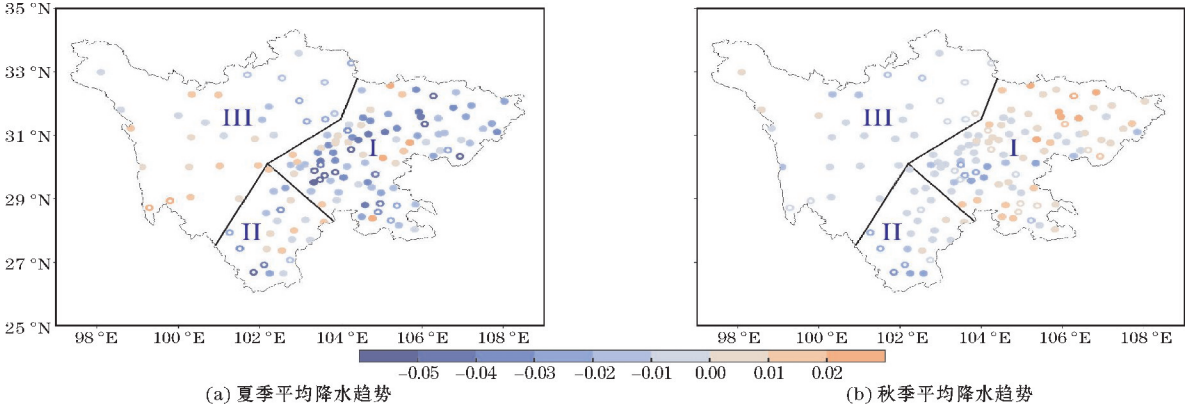 35 °N
33 °N
31 °N
29 °N
27 °N
25 °N
III
I
II
III
I
II
98 °E 100 °E 102 °E 104 °E 106 °E 108 °E
98 °E 100 °E 102 °E 104 °E 106 °E 108 °E
−0.05 −0.04 −0.03 −0.02 −0.01 0.00 0.01 0.02
(a) 夏季平均降水趋势
(b) 秋季平均降水趋势